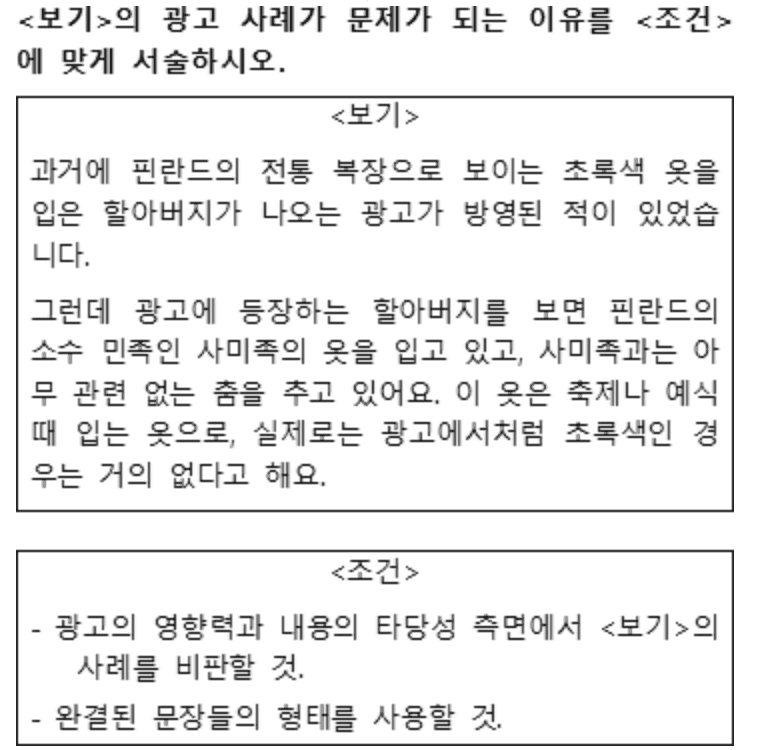 <보기>의 광고 사례가 문제가 되는 이유를 <조건>
에 맞게 서술하시오.
<보기>
과거에 핀란드의 전통 복장으로 보이는 초록색 옷을
입은 할아버지가 나오는 광고가 방영된 적이 있었습
니다.
그런데 광고에 등장하는 할아버지를 보면 핀란드의
소수 민족인 사미족의 옷을 입고 있고, 사미족과는 아
무 관련 없는 춤을 추고 있어요. 이 옷은 축제나 예식
때 입는 옷으로, 실제로는 광고에서처럼 초록색인 경
우는 거의 없다고 해요.
<조건>
- 광고의 영향력과 내용의 타당성 측면에서 <보기>의
사례를 비판할 것.
- 완결된 문장들의 형태를 사용할 것.